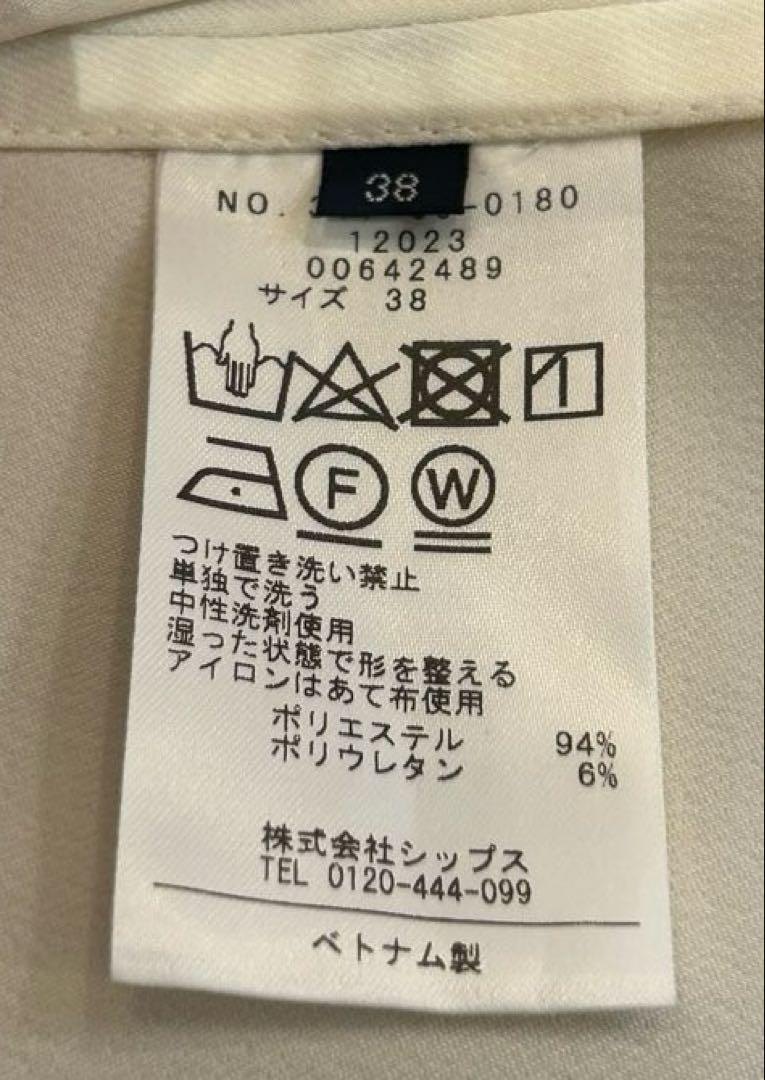 38
NO. -0180
12023
00642489
サイズ 38
F W
つけ置き洗い禁止
単独で洗う
中性洗剤使用
湿った状態で形を整える
アイロンはあて布使用
ポリエステル 94%
ポリウレタン 6%
株式会社シップス
TEL 0120-444-099
ベトナム製